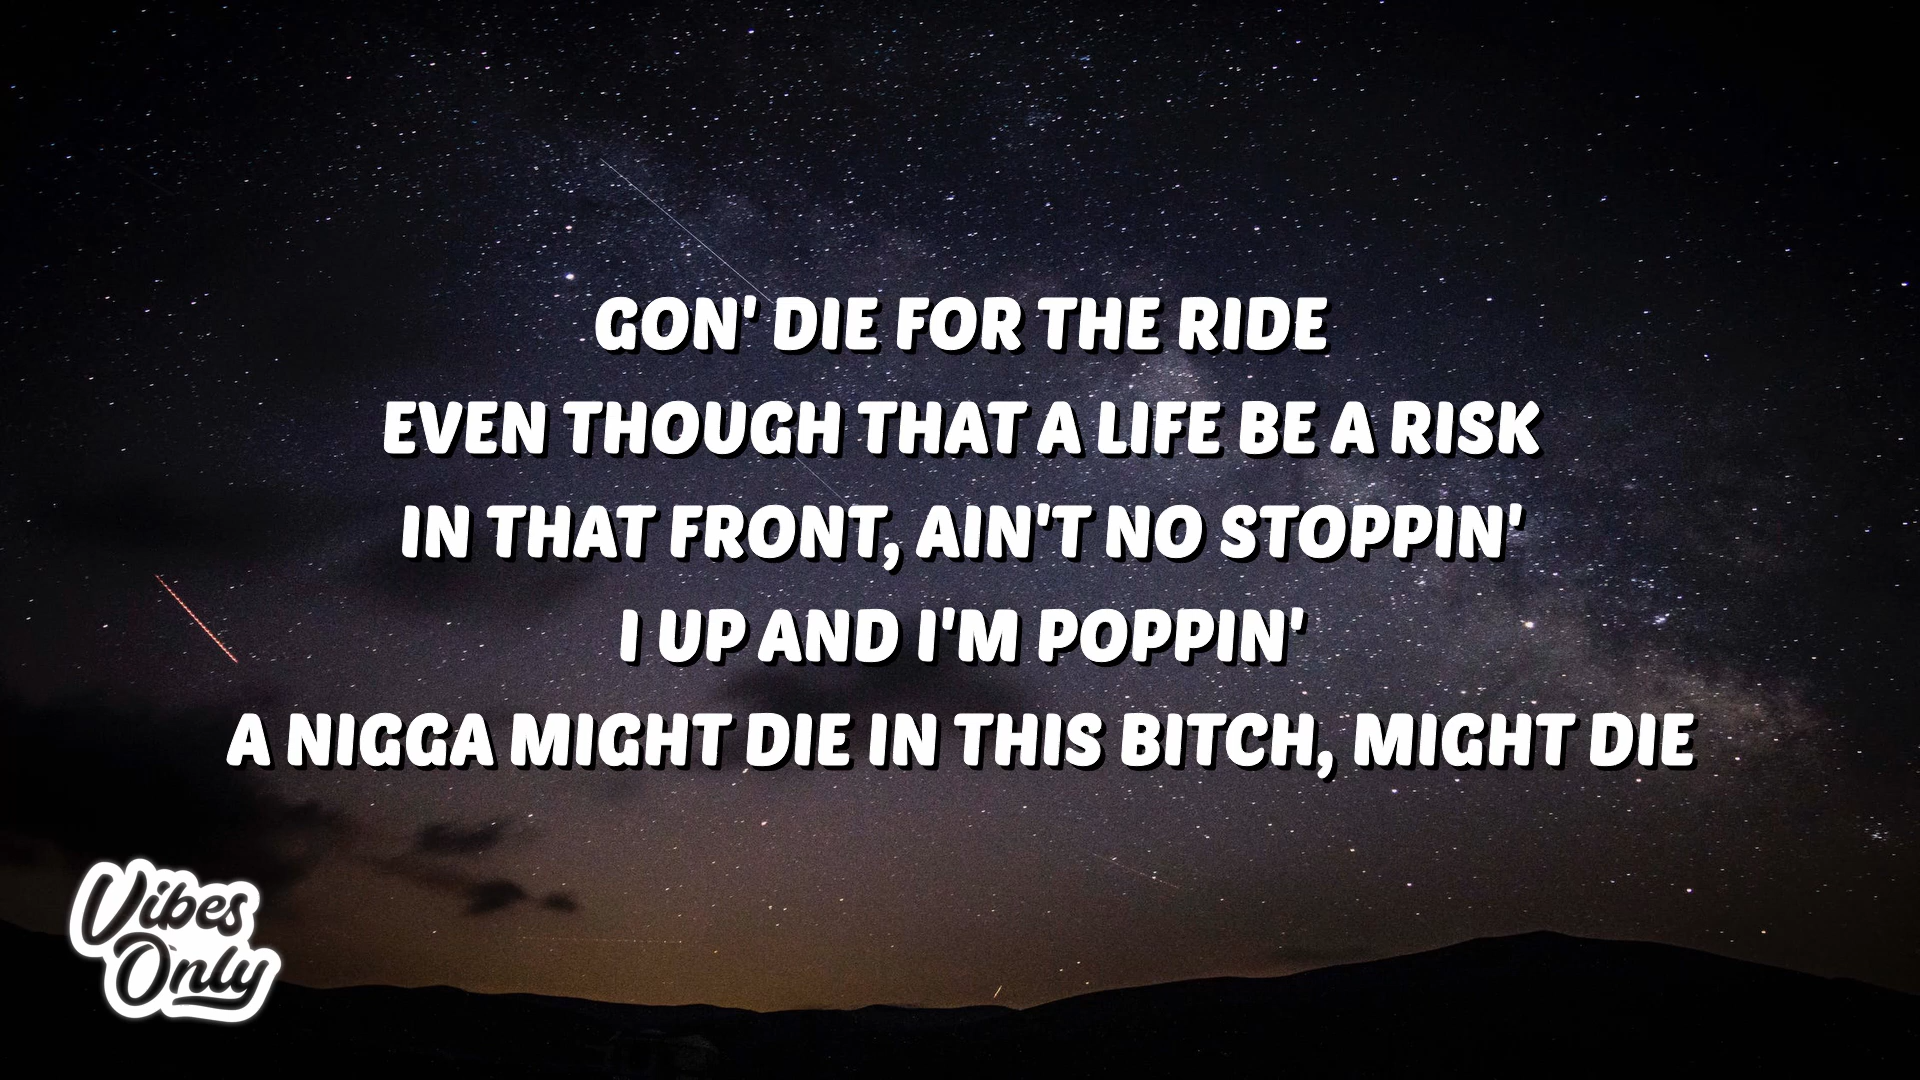 GON' DIE FOR THE RIDE
EVEN THOUGH THAT A LIFE BE A RISK
IN THAT FRONT, AIN'T NO STOPPIN'
I UP AND I'M POPPIN'
A NIGGA MIGHT DIE IN THIS BITCH, MIGHT DIE
Vibes
Only